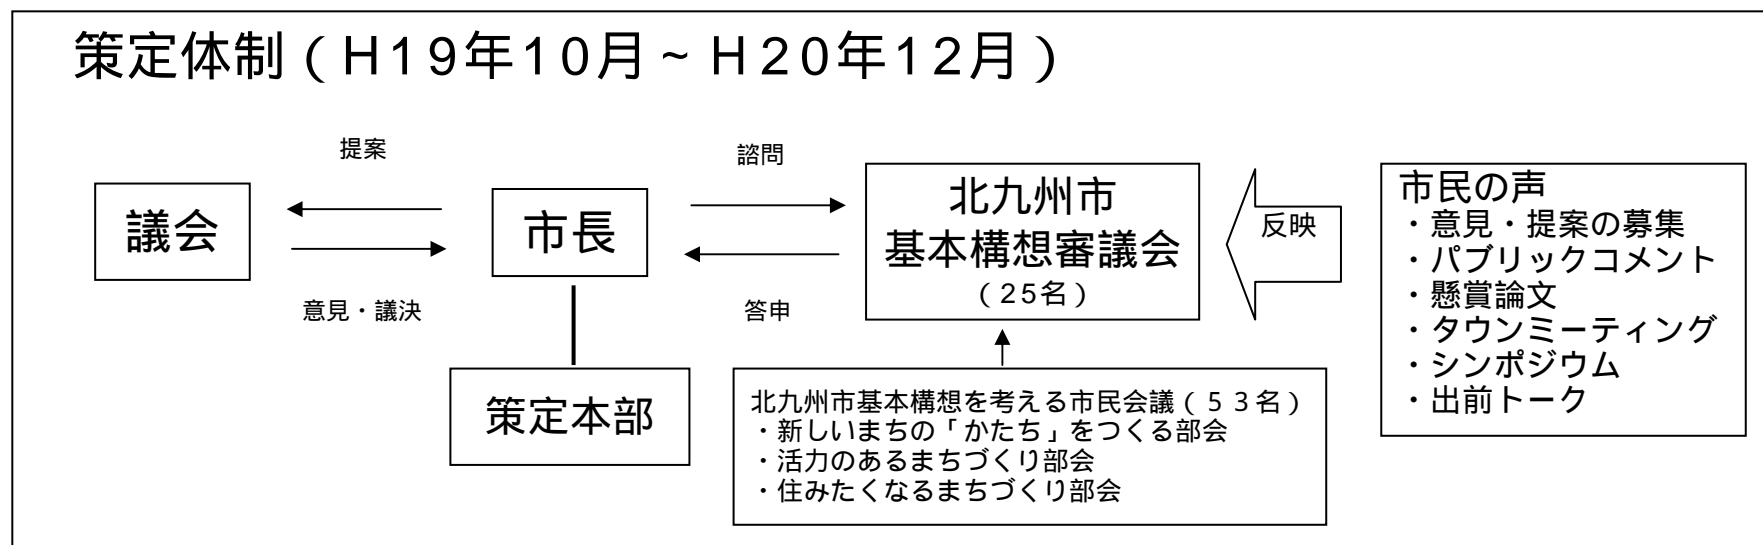 策定体制（H19年10月~H20年12月）
提案
議会
意見・議決
市長
策定本部
諮問
答申
北九州市
基本構想審議会
（25名）
北九州市基本構想を考える市民会議（５３名）
・新しいまちの「かたち」をつくる部会
・活力のあるまちづくり部会
・住みたくなるまちづくり部会
反映
市民の声
・意見・提案の募集
・パブリックコメント
・懸賞論文
・タウンミーティング
・シンポジウム
・出前トーク